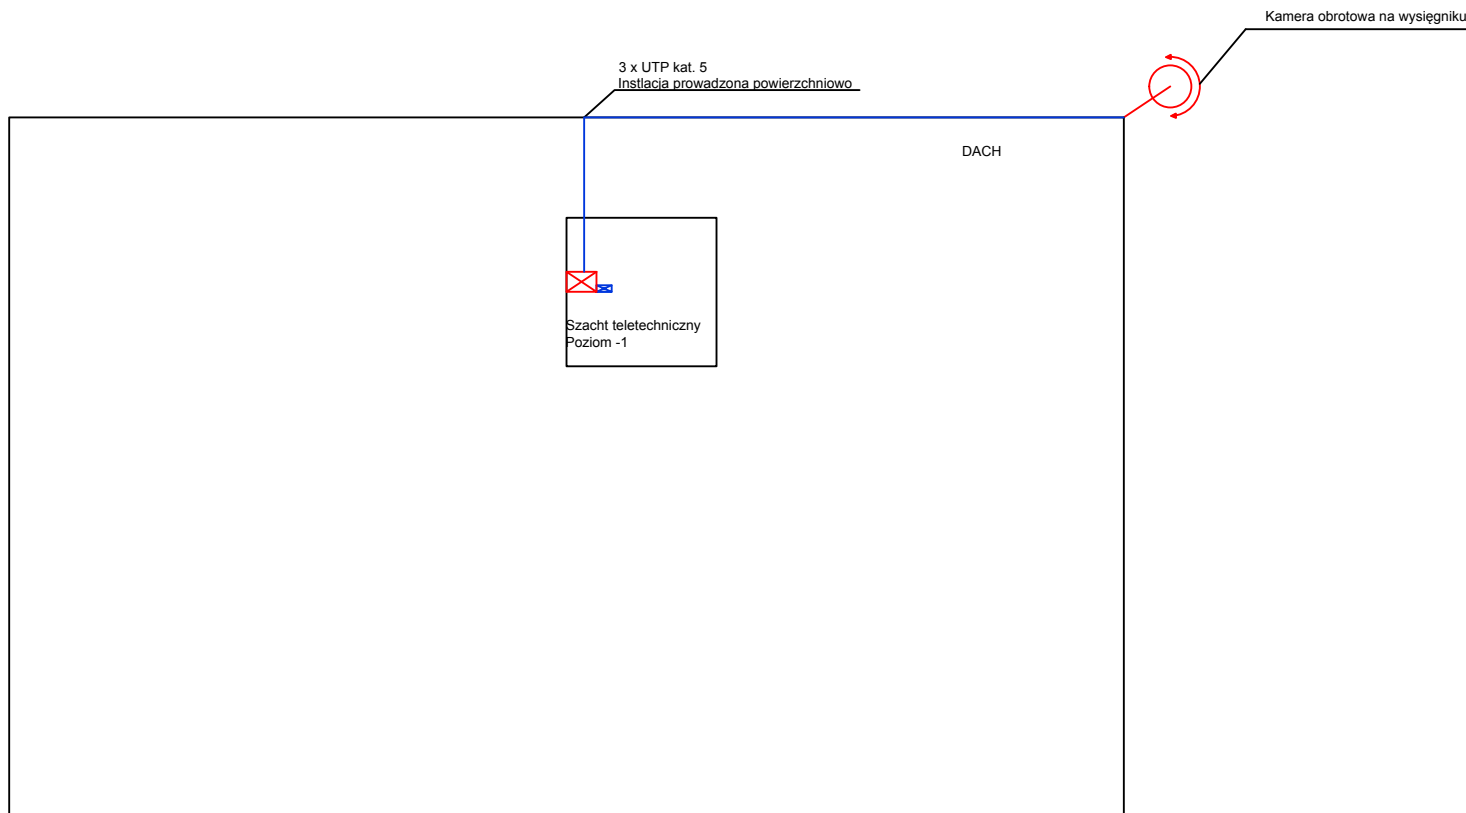 Kamera obrotowa na wysięgniku
3 x UTP kat. 5
Instlacja prowadzona powierzchniowo
DACH
Szacht teletechniczny
Poziom -1